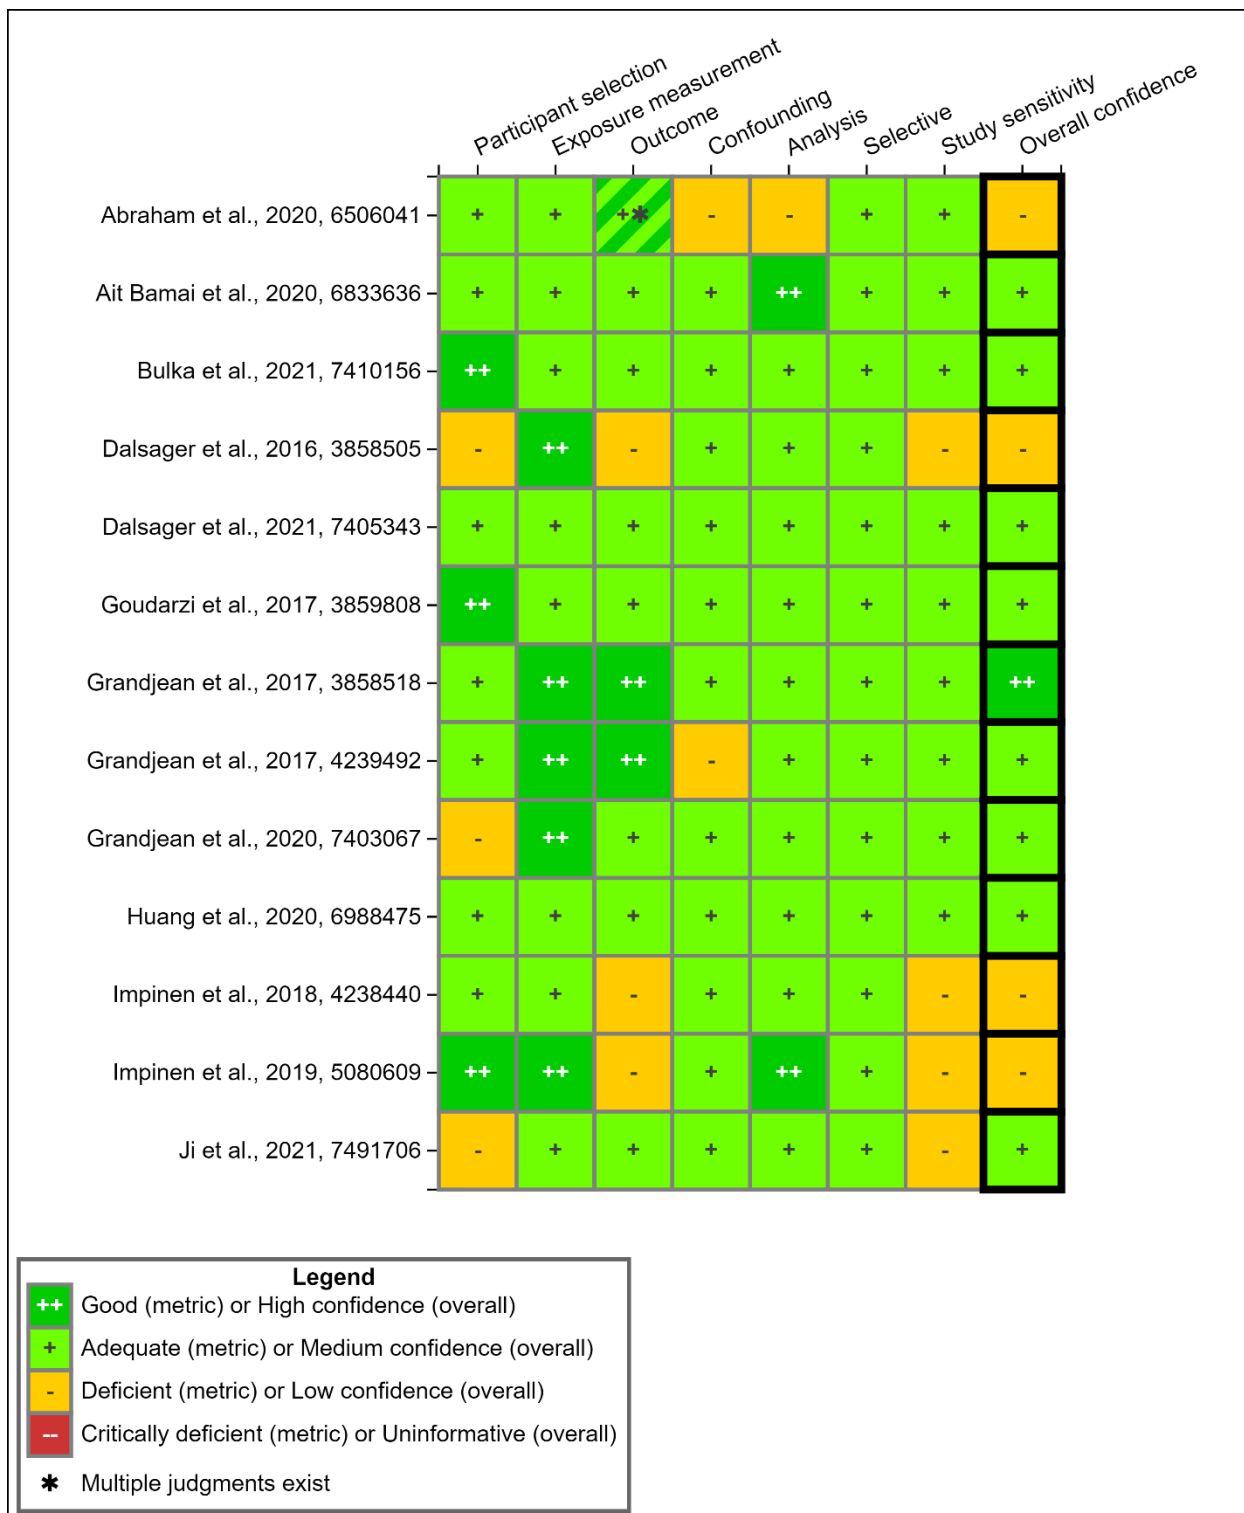 Participant selection
Exposure measurement
Outcome
Confounding
Analysis
Selective
Study sensitivity
Overall confidence
Abraham et al., 2020, 6506041 + + +✱ - - + + -
Ait Bamai et al., 2020, 6833636 + + + + ++ + + +
Bulka et al., 2021, 7410156 ++ + + + + + + +
Dalsager et al., 2016, 3858505 - ++ - + + + - -
Dalsager et al., 2021, 7405343 + + + + + + + +
Goudarzi et al., 2017, 3859808 ++ + + + + + + +
Grandjean et al., 2017, 3858518 + ++ ++ + + + + ++
Grandjean et al., 2017, 4239492 + ++ ++ - + + + +
Grandjean et al., 2020, 7403067 - ++ + + + + + +
Huang et al., 2020, 6988475 + + + + + + + +
Impinen et al., 2018, 4238440 + + - + + + - -
Impinen et al., 2019, 5080609 ++ ++ - + ++ + - -
Ji et al., 2021, 7491706 - + + + + + - +
Legend
++ Good (metric) or High confidence (overall)
+ Adequate (metric) or Medium confidence (overall)
- Deficient (metric) or Low confidence (overall)
-- Critically deficient (metric) or Uninformative (overall)
✱ Multiple judgments exist